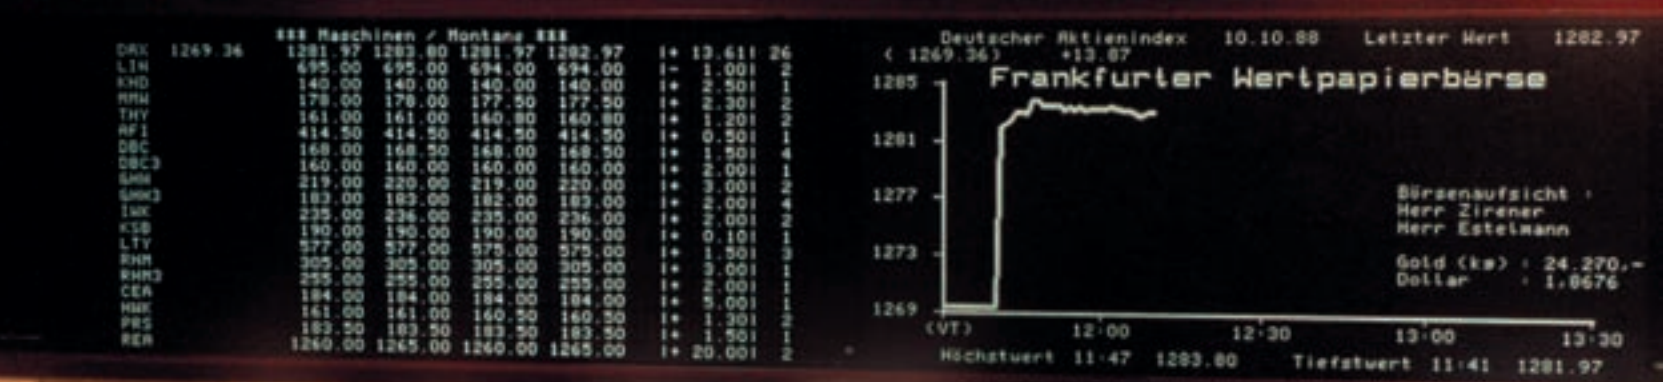 *** Maschinen / Montane ***
DAX 1269.36 1281.97 1283.80 1281.97 1282.97 |+ 13.61| 26
LIN 695.00 695.00 694.00 694.00 |- 1.00| 2
KHD 140.00 140.00 140.00 140.00 |+ 2.50| 1
178.00 178.00 177.50 177.50 |+ 2.30| 2
THY 161.00 161.00 160.80 160.80 |+ 1.20| 2
AFI 414.50 414.50 414.50 414.50 |+ 0.50| 1
DBC 168.00 168.50 168.00 168.50 |+ 1.50| 4
DBC3 160.00 160.00 160.00 160.00 |+ 2.00| 1
219.00 220.00 219.00 220.00 |+ 3.00| 2
183.00 183.00 182.00 183.00 |+ 2.00| 4
IWK 235.00 236.00 235.00 236.00 |+ 2.00| 2
KSB 190.00 190.00 190.00 190.00 |+ 0.10| 1
LTY 577.00 577.00 575.00 575.00 |+ 1.50| 3
RHM 305.00 305.00 305.00 305.00 |+ 3.00| 1
RHM3 255.00 255.00 255.00 255.00 |+ 2.00| 1
CEA 184.00 184.00 184.00 184.00 |+ 5.00| 1
161.00 161.00 160.50 160.50 |+ 1.30| 2
PRS 183.50 183.50 183.50 183.50 |+ 1.50| 1
REA 1260.00 1265.00 1260.00 1265.00 |+ 20.00| 2
Deutscher Aktienindex 10.10.88 Letzter Wert 1282.97
( 1269.36) +13.07
Frankfurter Wertpapierbörse
1285
1281
1277
1273
1269
Börsenaufsicht :
Herr Zirener
Herr Estelmann
Gold (kg) : 24.270,-
Dollar : 1.8676
(VT) 12:00 12:30 13:00 13:30
Höchstwert 11:47 1283.80 Tiefstwert 11:41 1281.97